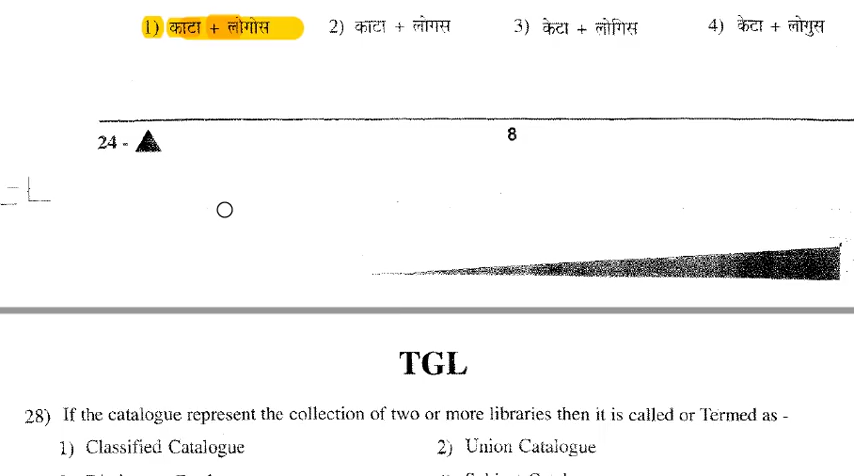 1) काटा + लोगोस 2) काटा + लोगस 3) केटा + लोगिस 4) केटा + लोगुस
24 - ▲ 8
TGL
28) If the catalogue represent the collection of two or more libraries then it is called or Termed as -
1) Classified Catalogue 2) Union Catalogue